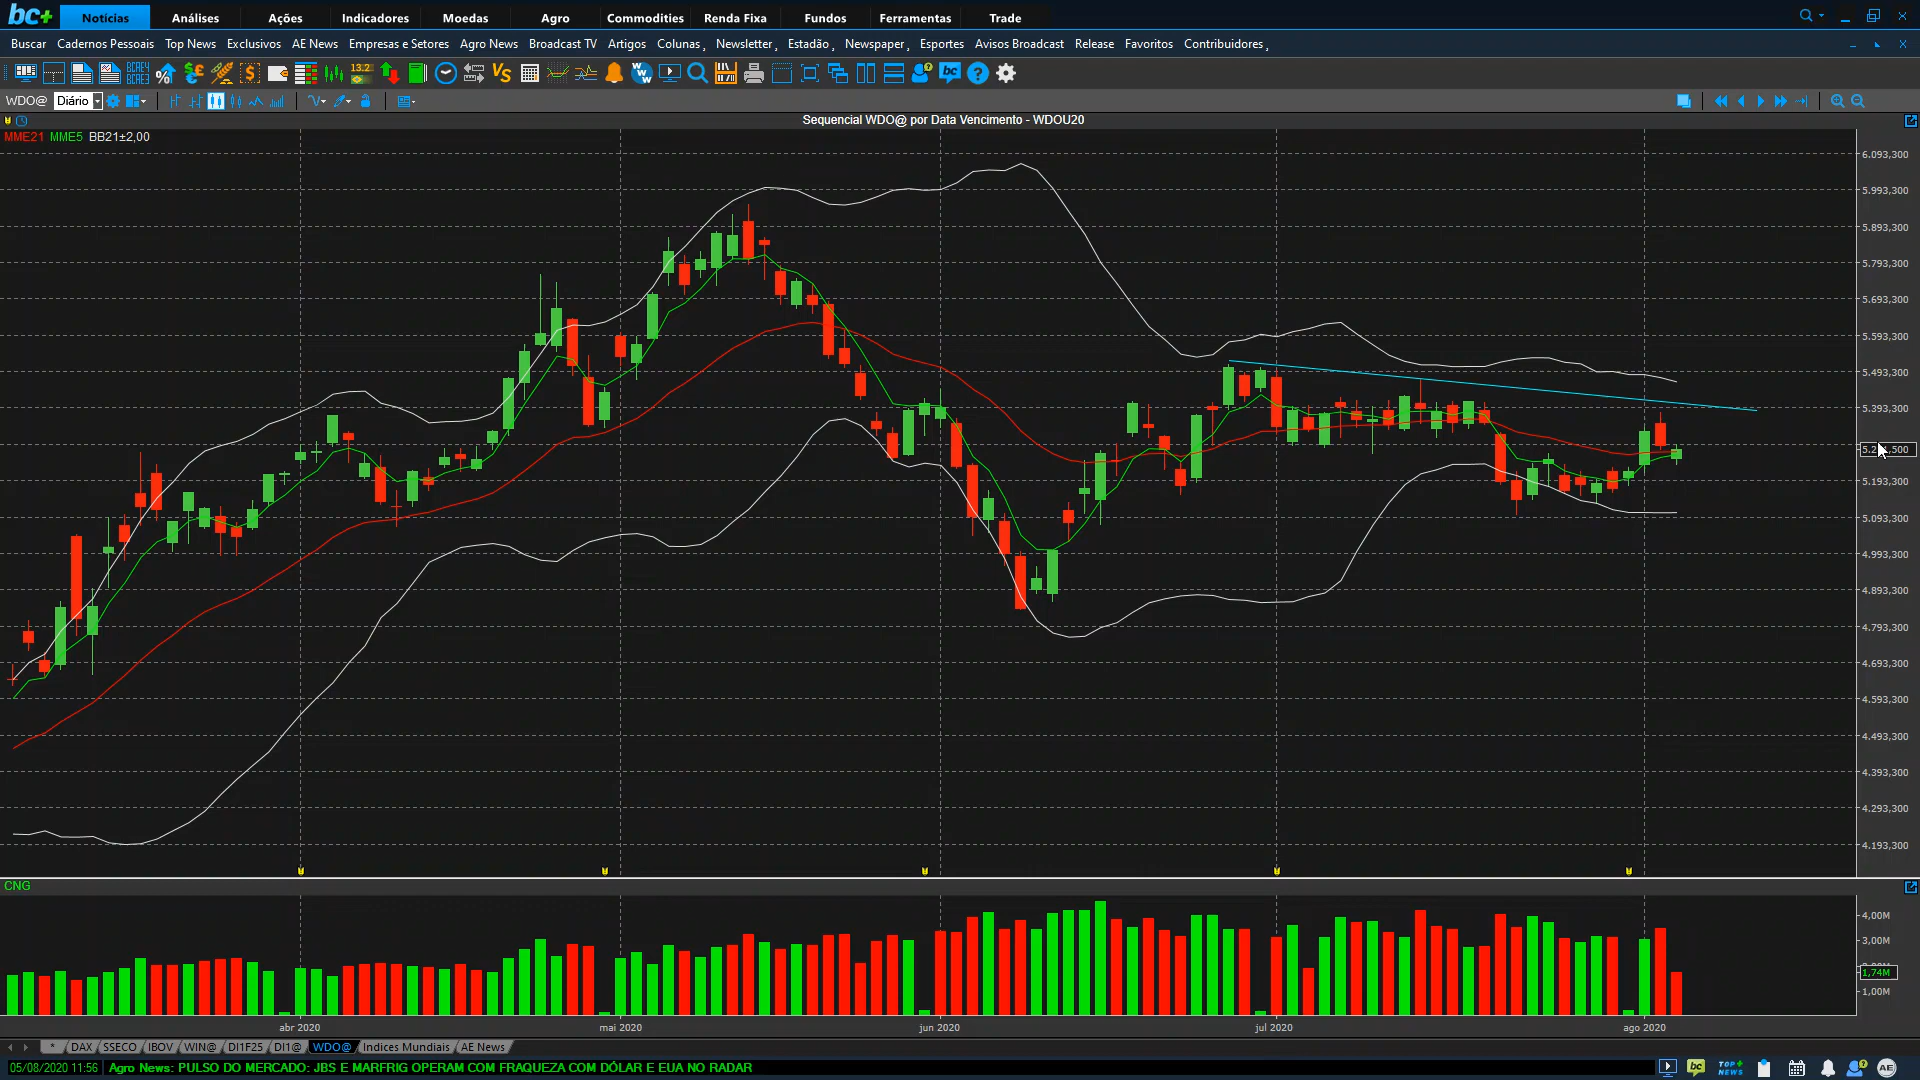 bc+ Notícias Análises Ações Indicadores Moedas Agro Commodities Renda Fixa Fundos Ferramentas Trade
Buscar Cadernos Pessoais Top News Exclusivos AE News Empresas e Setores Agro News Broadcast TV Artigos Colunas Newsletter Estadão Newspaper Esportes Avisos Broadcast Release Favoritos Contribuidores
WDO@ Diário
Sequencial WDO@ por Data Vencimento - WDOU20
MME21 MME5 BB21±2,00
6.093,300
5.993,300
5.893,300
5.793,300
5.693,300
5.593,300
5.493,300
5.393,300
5.193,300
5.093,300
4.993,300
4.893,300
4.793,300
4.693,300
4.593,300
4.493,300
4.393,300
4.293,300
4.193,300
CNG
4,00M
3,00M
1,74M
1,00M
abr 2020 mai 2020 jun 2020 jul 2020 ago 2020
* DAX SSECO IBOV WIN@ DI1F25 DI1@ WDO@ Indices Mundiais AE News
05/08/2020 11:56 Agro News: PULSO DO MERCADO: JBS E MARFRIG OPERAM COM FRAQUEZA COM DÓLAR E EUA NO RADAR